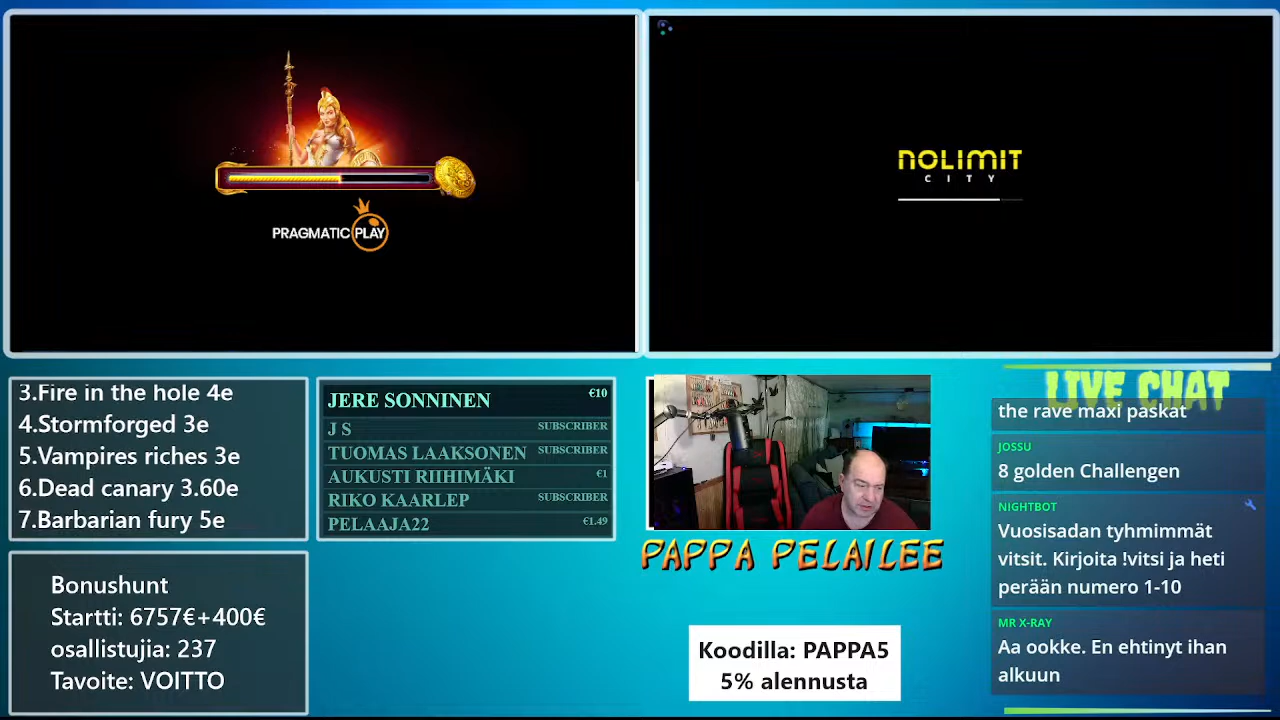 PRAGMATIC PLAY
NOLIMIT
CITY
3.Fire in the hole 4e
4.Stormforged 3e
5.Vampires riches 3e
6.Dead canary 3.60e
7.Barbarian fury 5e
JERE SONNINEN €10
J S SUBSCRIBER
TUOMAS LAAKSONEN SUBSCRIBER
AUKUSTI RIIHIMÄKI €1
RIKO KAARLEP SUBSCRIBER
PELAAJA22 €1.49
PAPPA PELAILEE
LIVE CHAT
the rave maxi paskat
JOSSU
8 golden Challengen
NIGHTBOT
Vuosisadan tyhmimmät
vitsit. Kirjoita !vitsi ja heti
perään numero 1-10
MR X-RAY
Aa ookke. En ehtinyt ihan
alkuun
Bonushunt
Startti: 6757€+400€
osallistujia: 237
Tavoite: VOITTO
Koodilla: PAPPA5
5% alennusta